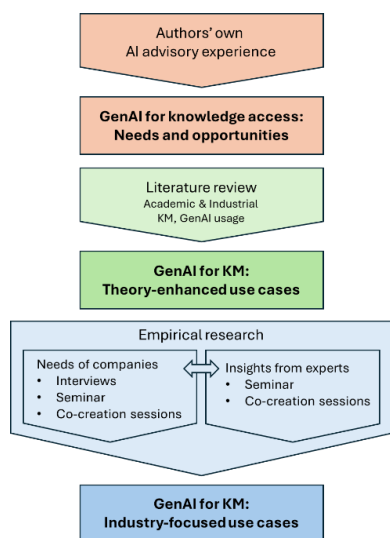 Authors' own
AI advisory experience
GenAI for knowledge access:
Needs and opportunities
Literature review
Academic & Industrial
KM, GenAI usage
GenAI for KM:
Theory-enhanced use cases
Empirical research
Needs of companies
• Interviews
• Seminar
• Co-creation sessions
Insights from experts
• Seminar
• Co-creation sessions
GenAI for KM:
Industry-focused use cases